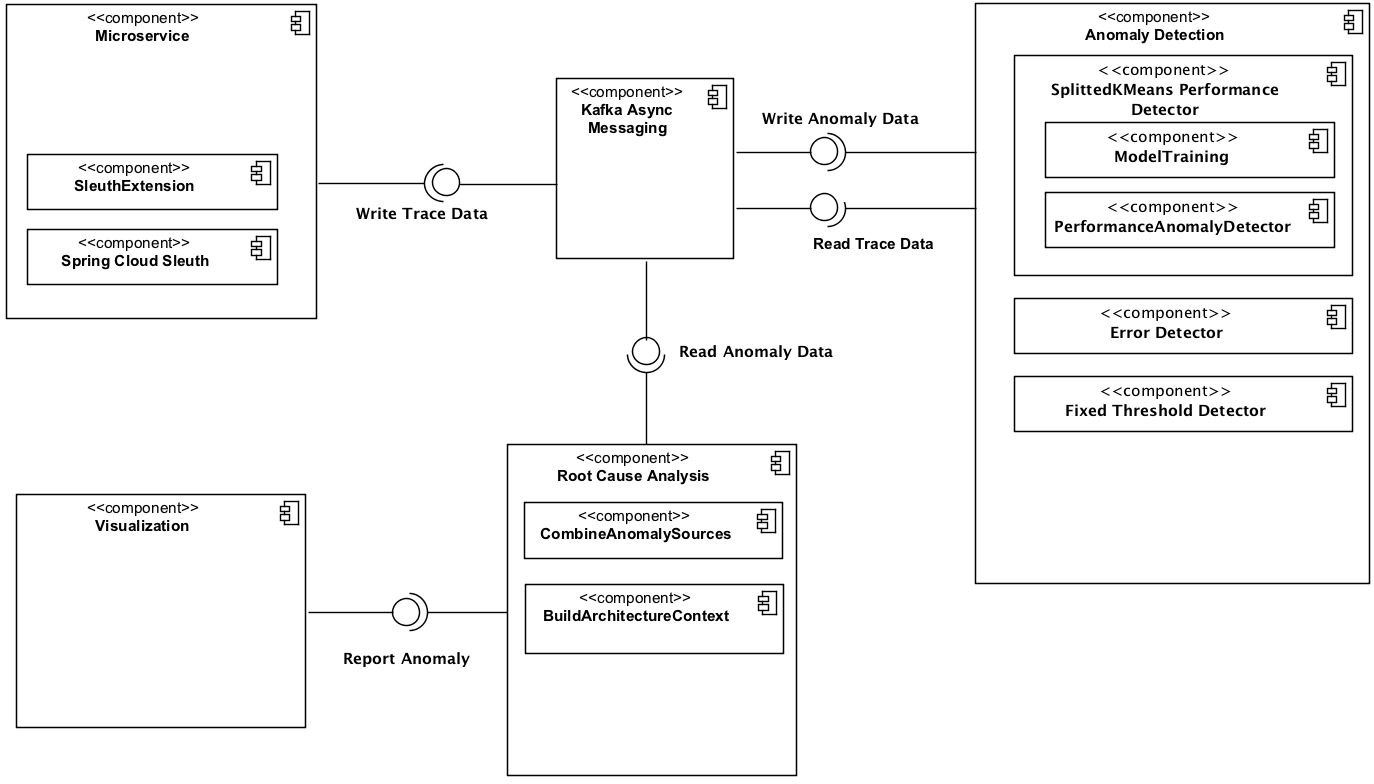 <<component>>
Microservice
<<component>>
SleuthExtension
<<component>>
Spring Cloud Sleuth
Write Trace Data
<<component>>
Kafka Async
Messaging
Write Anomaly Data
Read Trace Data
<<component>>
Anomaly Detection
<<component>>
SplittedKMeans Performance
Detector
<<component>>
ModelTraining
<<component>>
PerformanceAnomalyDetector
<<component>>
Error Detector
<<component>>
Fixed Threshold Detector
Read Anomaly Data
<<component>>
Root Cause Analysis
<<component>>
CombineAnomalySources
<<component>>
BuildArchitectureContext
<<component>>
Visualization
Report Anomaly